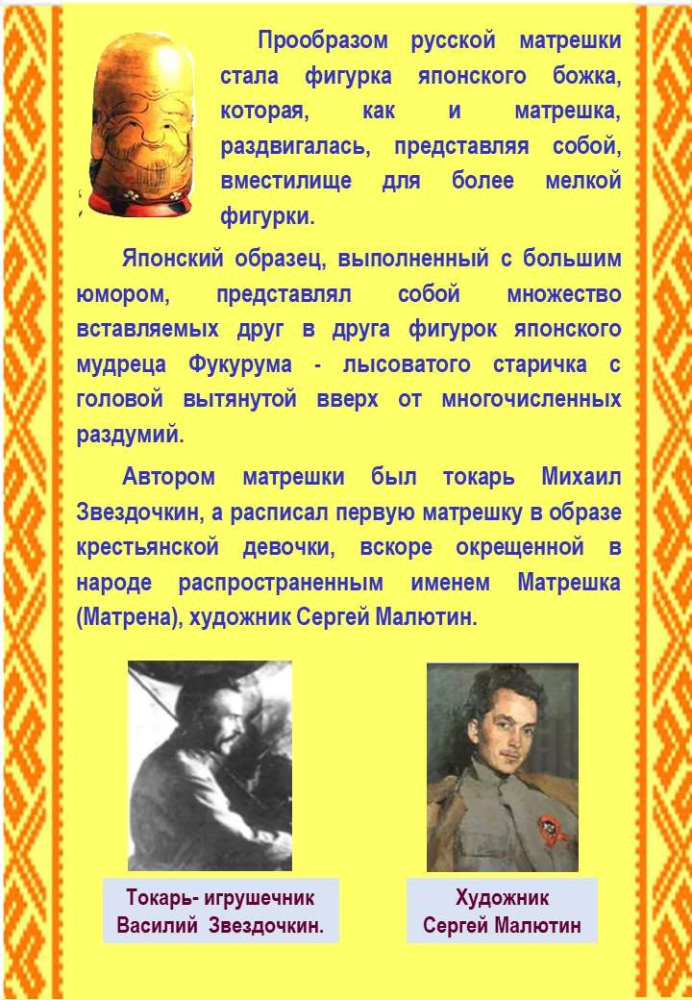 Прообразом русской матрешки
стала фигурка японского божка,
которая, как и матрешка,
раздвигалась, представляя собой,
вместилище для более мелкой
фигурки.
Японский образец, выполненный с большим
юмором, представлял собой множество
вставляемых друг в друга фигурок японского
мудреца Фукурума - лысоватого старичка с
головой вытянутой вверх от многочисленных
раздумий.
Автором матрешки был токарь Михаил
Звездочкин, а расписал первую матрешку в образе
крестьянской девочки, вскоре окрещенной в
народе распространенным именем Матрешка
(Матрена), художник Сергей Малютин.
Токарь- игрушечник
Василий Звездочкин.
Художник
Сергей Малютин